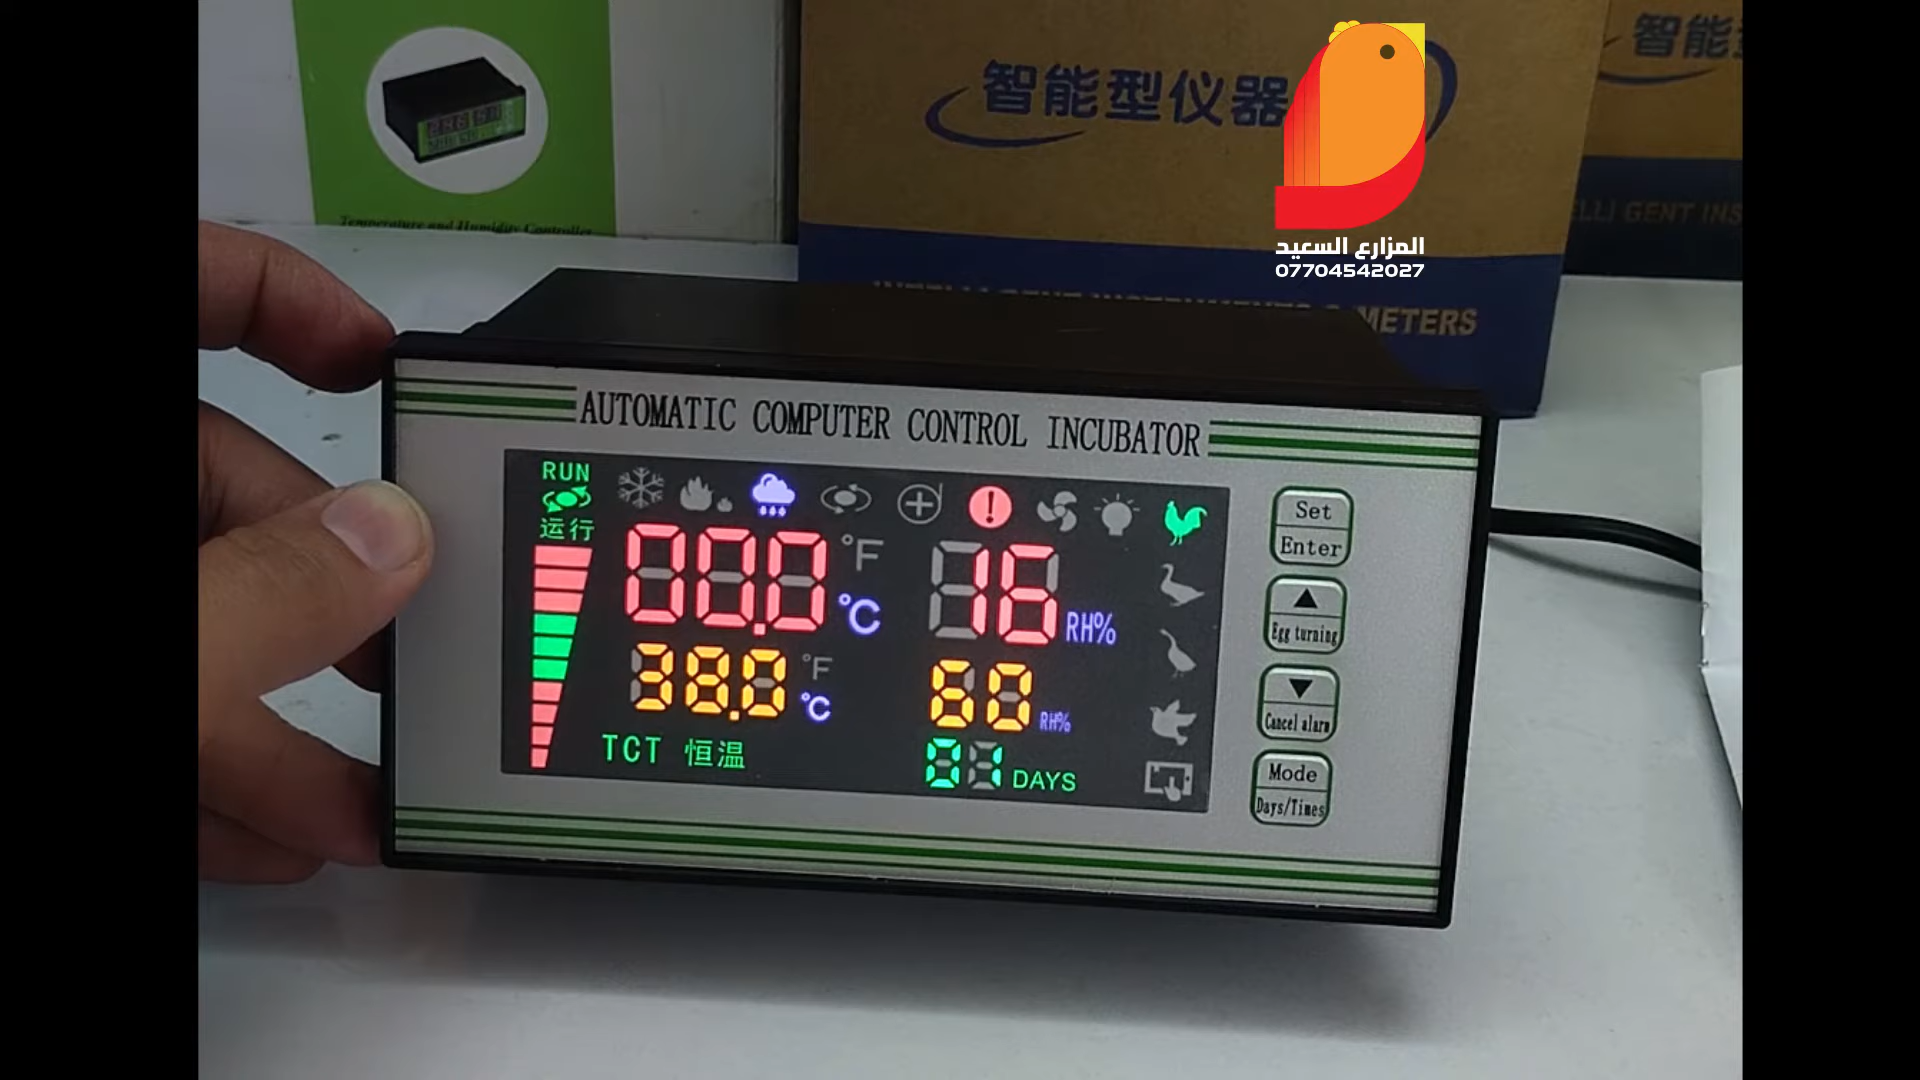 智能型仪器
智能
Temperature and Humidity Controller
المزارع السعيد
07704542027
ELLI GENT INS
METERS
AUTOMATIC COMPUTER CONTROL INCUBATOR
RUN
运行
00.0 °F °C
16 RH%
38.0 °F °C
60 RH%
TCT 恒温
01 DAYS
Set
Enter
Egg turning
Cancel alarm
Mode
Days/Times